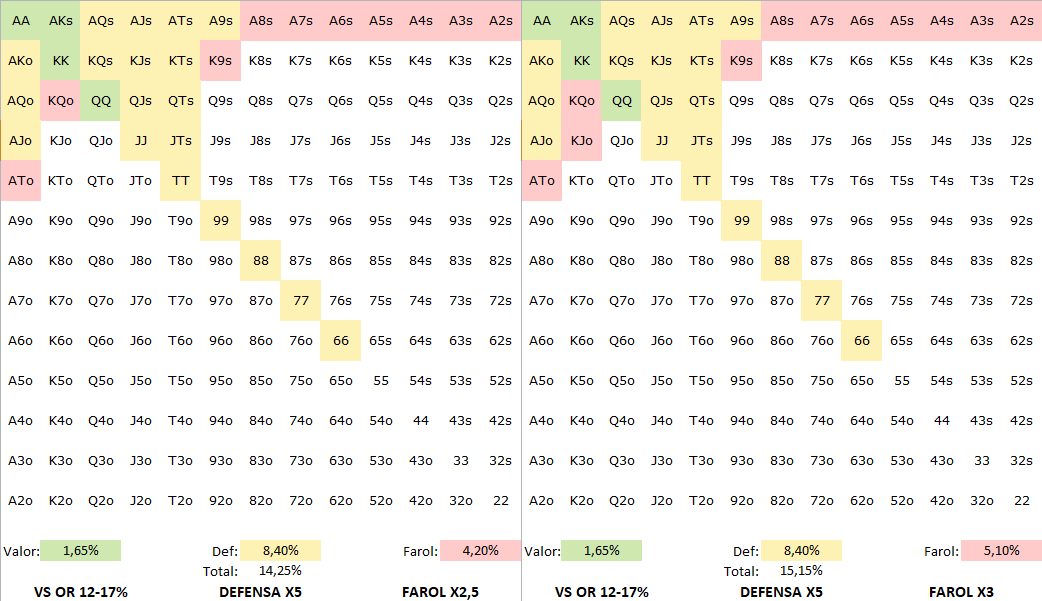 AA AKs AQs AJs ATs A9s A8s A7s A6s A5s A4s A3s A2s AA AKs AQs AJs ATs A9s A8s A7s A6s A5s A4s A3s A2s
AKo KK KQs KJs KTs K9s K8s K7s K6s K5s K4s K3s K2s AKo KK KQs KJs KTs K9s K8s K7s K6s K5s K4s K3s K2s
AQo KQo QQ QJs QTs Q9s Q8s Q7s Q6s Q5s Q4s Q3s Q2s AQo KQo QQ QJs QTs Q9s Q8s Q7s Q6s Q5s Q4s Q3s Q2s
AJo KJo QJo JJ JTs J9s J8s J7s J6s J5s J4s J3s J2s AJo KJo QJo JJ JTs J9s J8s J7s J6s J5s J4s J3s J2s
ATo KTo QTo JTo TT T9s T8s T7s T6s T5s T4s T3s T2s ATo KTo QTo JTo TT T9s T8s T7s T6s T5s T4s T3s T2s
A9o K9o Q9o J9o T9o 99 98s 97s 96s 95s 94s 93s 92s A9o K9o Q9o J9o T9o 99 98s 97s 96s 95s 94s 93s 92s
A8o K8o Q8o J8o T8o 98o 88 87s 86s 85s 84s 83s 82s A8o K8o Q8o J8o T8o 98o 88 87s 86s 85s 84s 83s 82s
A7o K7o Q7o J7o T7o 97o 87o 77 76s 75s 74s 73s 72s A7o K7o Q7o J7o T7o 97o 87o 77 76s 75s 74s 73s 72s
A6o K6o Q6o J6o T6o 96o 86o 76o 66 65s 64s 63s 62s A6o K6o Q6o J6o T6o 96o 86o 76o 66 65s 64s 63s 62s
A5o K5o Q5o J5o T5o 95o 85o 75o 65o 55 54s 53s 52s A5o K5o Q5o J5o T5o 95o 85o 75o 65o 55 54s 53s 52s
A4o K4o Q4o J4o T4o 94o 84o 74o 64o 54o 44 43s 42s A4o K4o Q4o J4o T4o 94o 84o 74o 64o 54o 44 43s 42s
A3o K3o Q3o J3o T3o 93o 83o 73o 63o 53o 43o 33 32s A3o K3o Q3o J3o T3o 93o 83o 73o 63o 53o 43o 33 32s
A2o K2o Q2o J2o T2o 92o 82o 72o 62o 52o 42o 32o 22 A2o K2o Q2o J2o T2o 92o 82o 72o 62o 52o 42o 32o 22
Valor: 1,65% Def: 8,40% Farol: 4,20% Valor: 1,65% Def: 8,40% Farol: 5,10%
Total: 14,25% Total: 15,15%
VS OR 12-17% DEFENSA X5 FAROL X2,5 VS OR 12-17% DEFENSA X5 FAROL X3